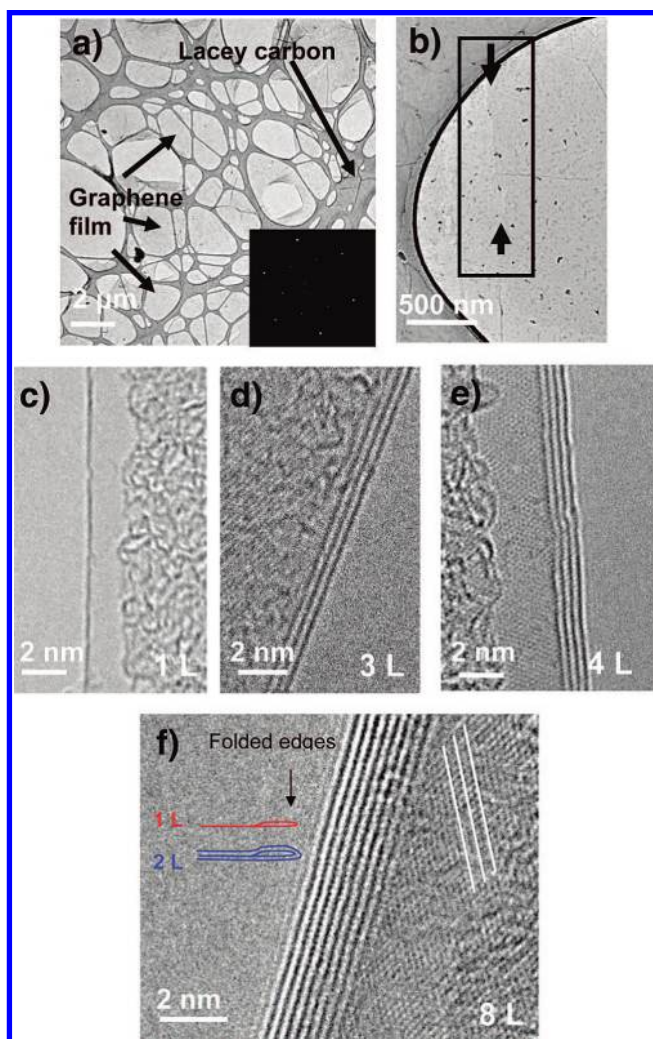 a)
Lacey carbon
Graphene
film
2 μm
b)
500 nm
c)
2 nm
1 L
d)
2 nm
3 L
e)
2 nm
4 L
f)
Folded edges
1 L
2 L
2 nm
8 L